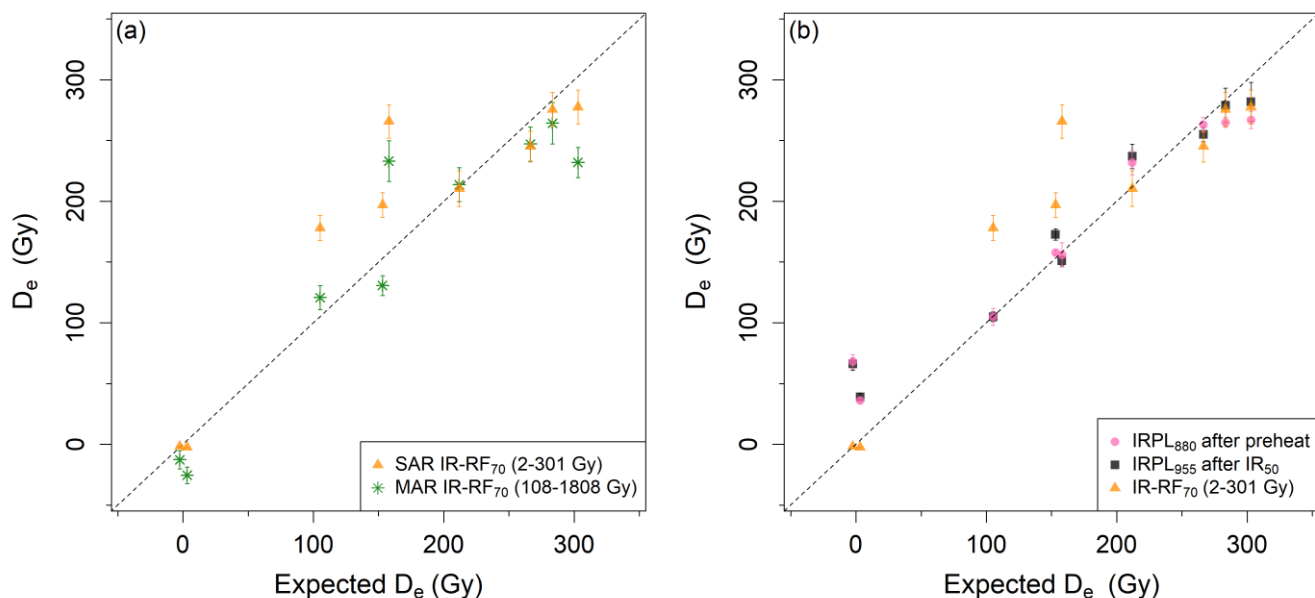 (a)
300
200
100
0
Dₑ (Gy)
0 100 200 300
Expected Dₑ (Gy)
SAR IR-RF₇₀ (2-301 Gy)
MAR IR-RF₇₀ (108-1808 Gy)
(b)
300
200
100
0
Dₑ (Gy)
0 100 200 300
Expected Dₑ (Gy)
IRPL₈₈₀ after preheat
IRPL₉₅₅ after IR₅₀
IR-RF₇₀ (2-301 Gy)